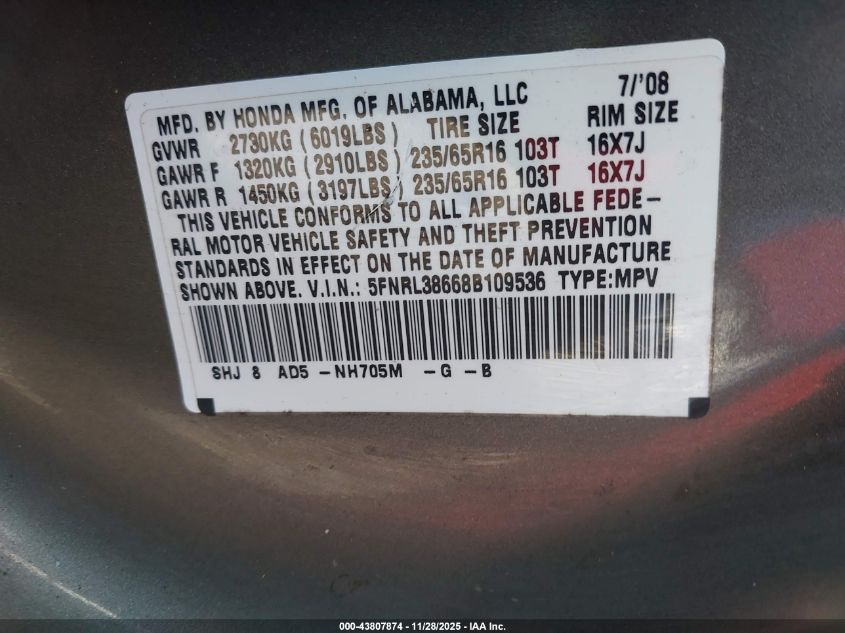 MFD. BY HONDA MFG. OF ALABAMA, LLC 7/'08
GVWR 2730KG (6019LBS) TIRE SIZE RIM SIZE
GAWR F 1320KG (2910LBS) 235/65R16 103T 16X7J
GAWR R 1450KG (3197LBS) 235/65R16 103T 16X7J
THIS VEHICLE CONFORMS TO ALL APPLICABLE FEDE-
RAL MOTOR VEHICLE SAFETY AND THEFT PREVENTION
STANDARDS IN EFFECT ON THE DATE OF MANUFACTURE
SHOWN ABOVE. V.I.N.: 5FNRL38668B109536 TYPE:MPV
SHJ 8 AD5 -NH705M -G -B
000-43807874 | 11/28/2025 - IAA Inc.